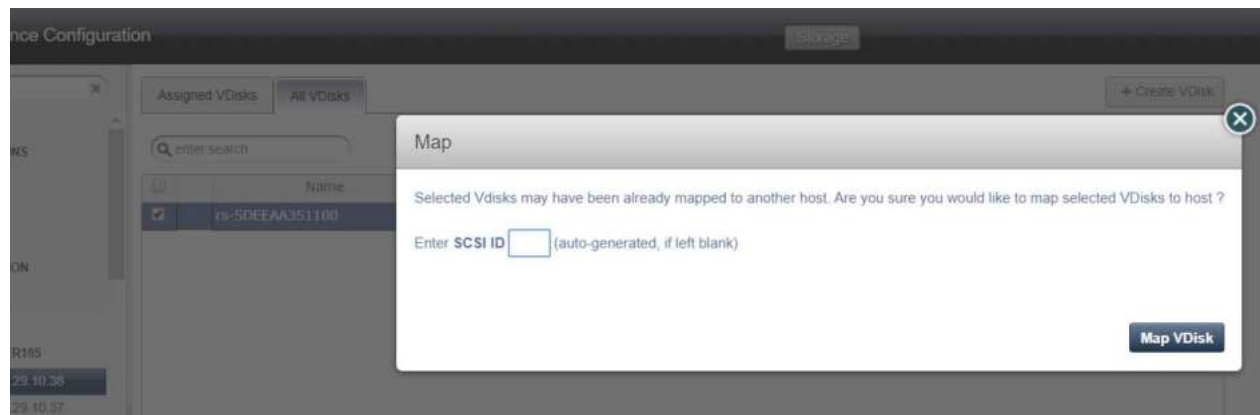 nce Configuration
Storage
Assigned VDisks
All VDisks
+ Create VDisk
NS
enter search
Name
rs-SDEEAA351100
ON
R105
29.10.38
29.10.37
Map
Selected Vdisks may have been already mapped to another host. Are you sure you would like to map selected VDisks to host ?
Enter SCSI ID (auto-generated, if left blank)
Map VDisk